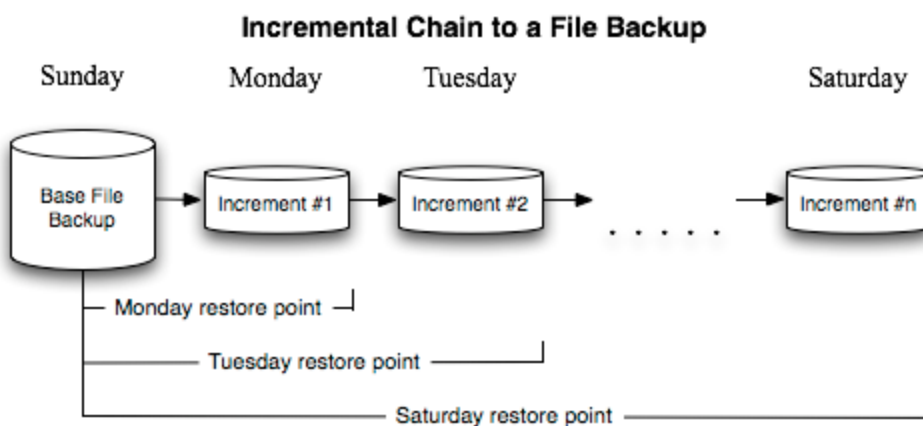 Incremental Chain to a File Backup
Sunday
Monday
Tuesday
Saturday
Base File
Backup
Increment #1
Increment #2
. . . . .
Increment #n
Monday restore point
Tuesday restore point
Saturday restore point